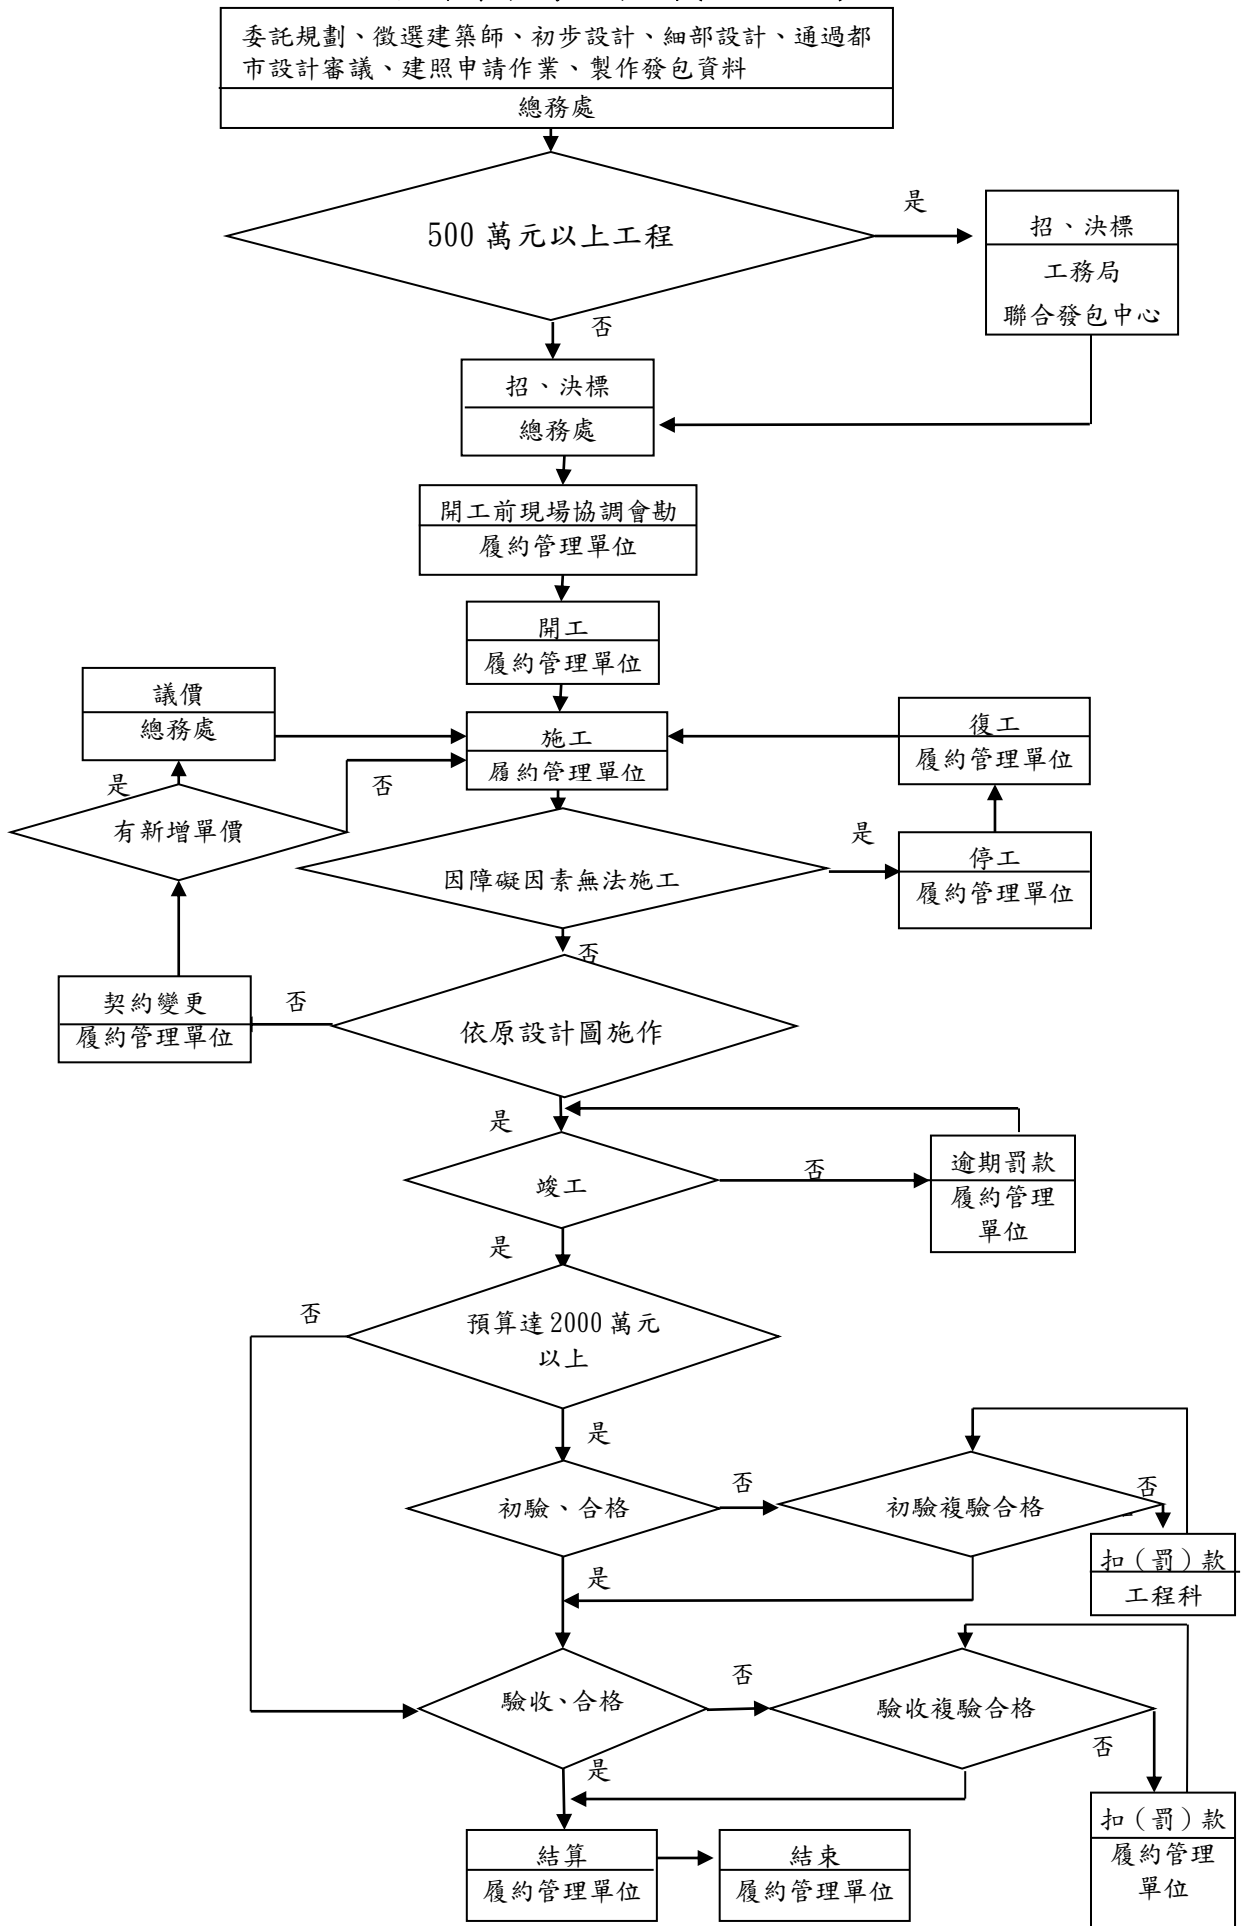 委託規劃、徵選建築師、初步設計、細部設計、通過都
市設計審議、建照申請作業、製作發包資料
總務處
500 萬元以上工程
是
招、決標
工務局
聯合發包中心
否
招、決標
總務處
開工前現場協調會勘
履約管理單位
開工
履約管理單位
議價
總務處
施工
履約管理單位
復工
履約管理單位
是
否
有新增單價
因障礙因素無法施工
是
停工
履約管理單位
否
契約變更
履約管理單位
否
依原設計圖施作
是
竣工
否
逾期罰款
履約管理
單位
是
否
預算達 2000 萬元
以上
是
初驗、合格
否
初驗複驗合格
否
扣（罰）款
工程科
是
驗收、合格
否
驗收複驗合格
否
扣（罰）款
履約管理
單位
是
結算
履約管理單位
結束
履約管理單位